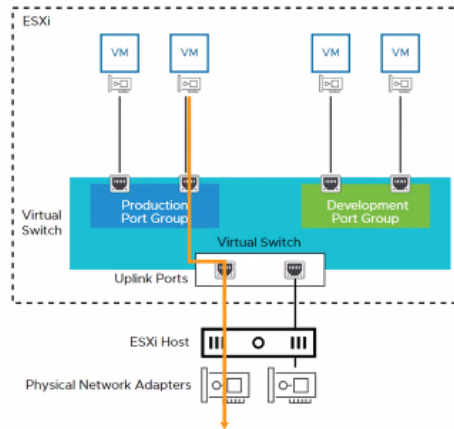 ESXi
VM VM VM VM
Production
Port Group
Development
Port Group
Virtual
Switch
Virtual Switch
Uplink Ports
ESXi Host
Physical Network Adapters